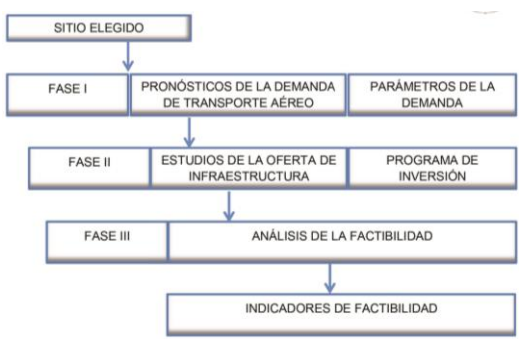 SITIO ELEGIDO
FASE I
PRONÓSTICOS DE LA DEMANDA
DE TRANSPORTE AÉREO
PARÁMETROS DE LA
DEMANDA
FASE II
ESTUDIOS DE LA OFERTA DE
INFRAESTRUCTURA
PROGRAMA DE
INVERSIÓN
FASE III
ANÁLISIS DE LA FACTIBILIDAD
INDICADORES DE FACTIBILIDAD